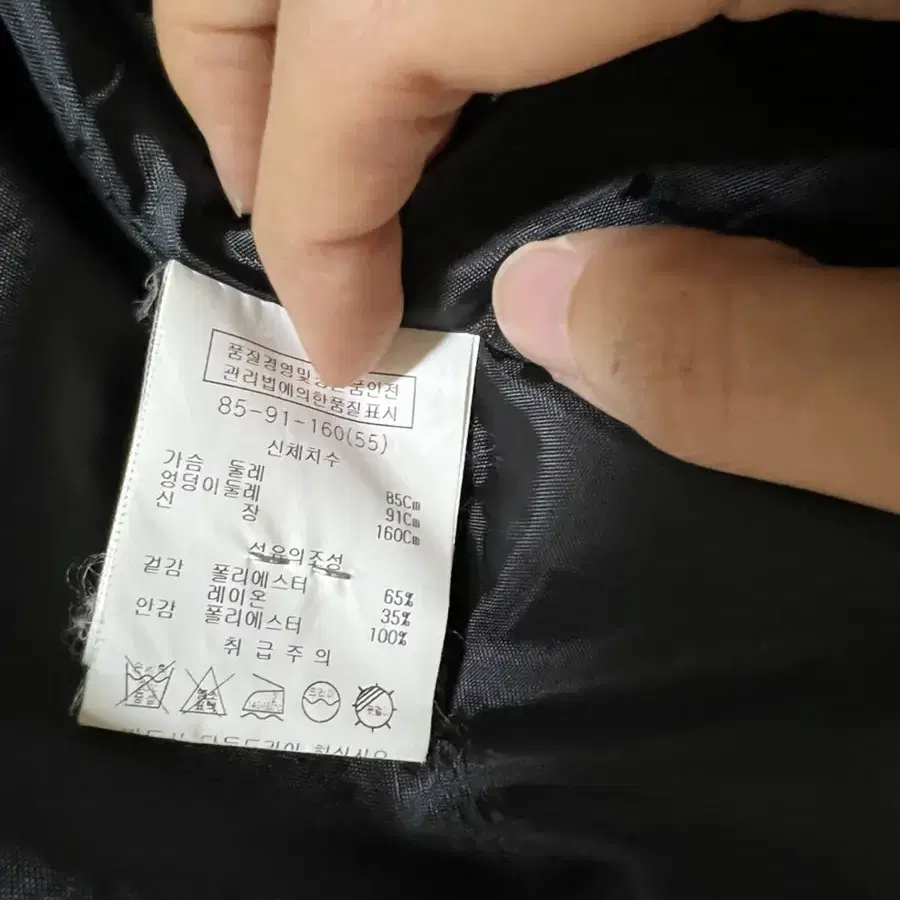 품질경영및 품안전
관리법에의한품질표시
85-91-160(55)
신체치수
가슴 둘레 85Cm
엉덩이둘레 91Cm
신 장 160Cm
섬유의조성
겉감 폴리에스터 65%
레이온 35%
안감 폴리에스터 100%
취급주의